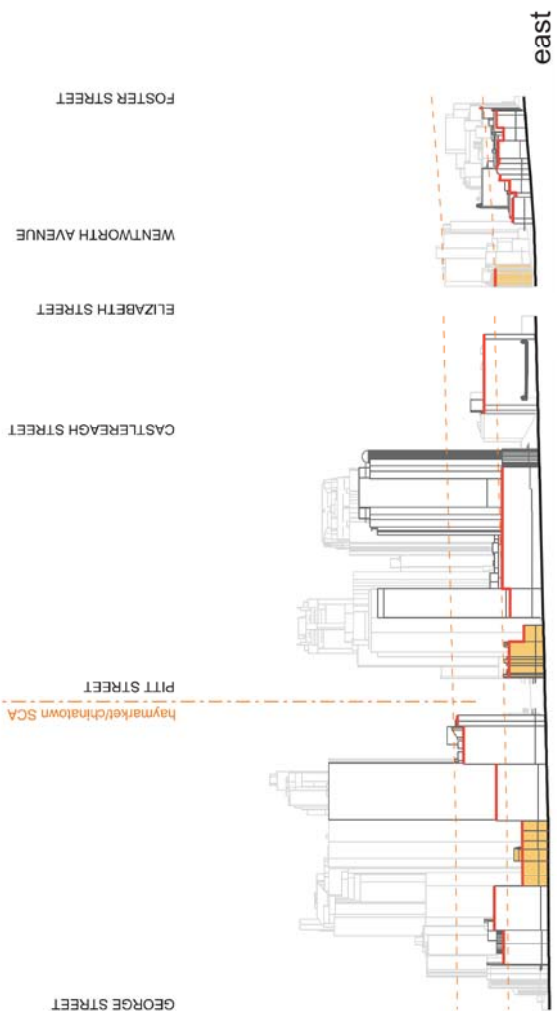 east
FOSTER STREET
WENTWORTH AVENUE
ELIZABETH STREET
CASTLEREAGH STREET
PITT STREET
haymarket/chinatown SCA
GEORGE STREET